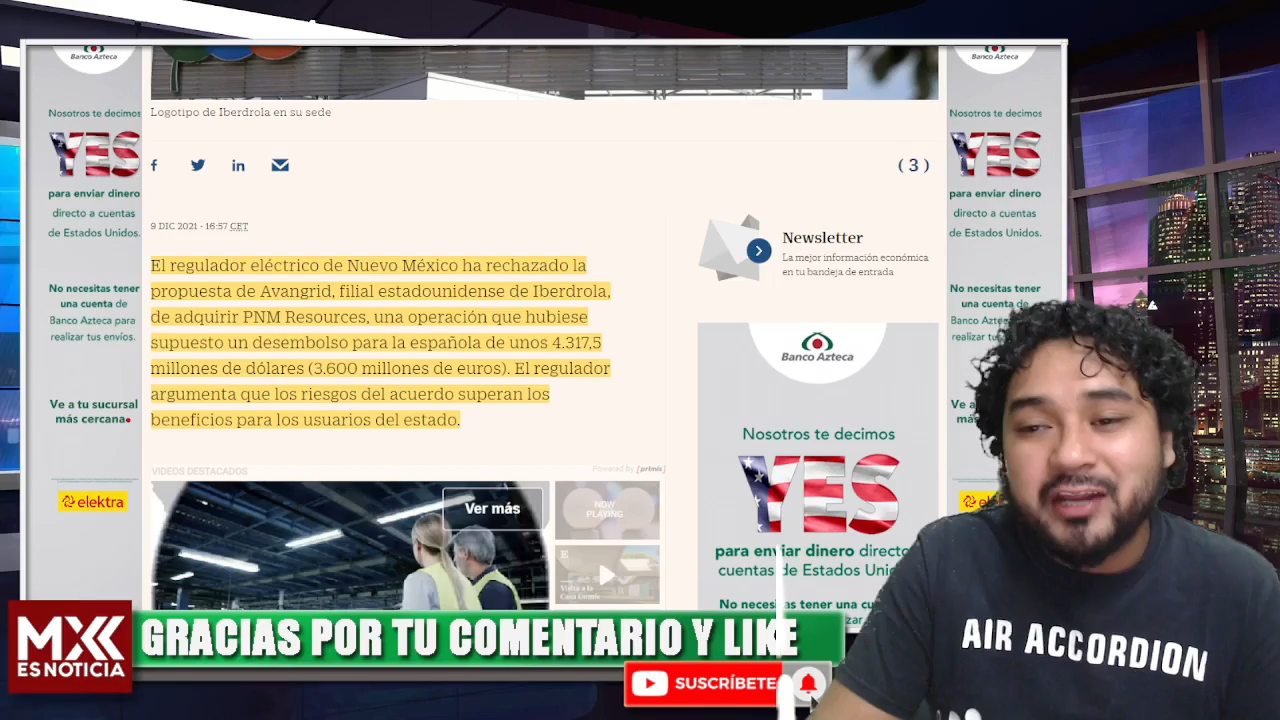 Banco Azteca
Nosotros te decimos
YES
para enviar dinero
directo a cuentas
de Estados Unidos.
No necesitas tener
una cuenta de
Banco Azteca para
realizar tus envíos.
Ve a tu sucursal
más cercana
elektra
Logotipo de Iberdrola en su sede
( 3 )
9 DIC 2021 - 16:57 CET
El regulador eléctrico de Nuevo México ha rechazado la
propuesta de Avangrid, filial estadounidense de Iberdrola,
de adquirir PNM Resources, una operación que hubiese
supuesto un desembolso para la española de unos 4.317,5
millones de dólares (3.600 millones de euros). El regulador
argumenta que los riesgos del acuerdo superan los
beneficios para los usuarios del estado.
VIDEOS DESTACADOS
Powered by [primis]
Ver más
NOW
PLAYING
Visita a la
Newsletter
La mejor información económica
en tu bandeja de entrada
Banco Azteca
Nosotros te decimos
YES
para enviar dinero directo
cuentas de Estados
No necesitas tener una
Banco Azteca
Nosotros te decimos
YES
para enviar dinero
directo a cuentas
de Estados Unidos.
No necesitas tener
una cuenta de
Banco
Ve a
más
MX
ES NOTICIA
GRACIAS POR TU COMENTARIO Y LIKE
SUSCRÍBETE
AIR ACCORDION